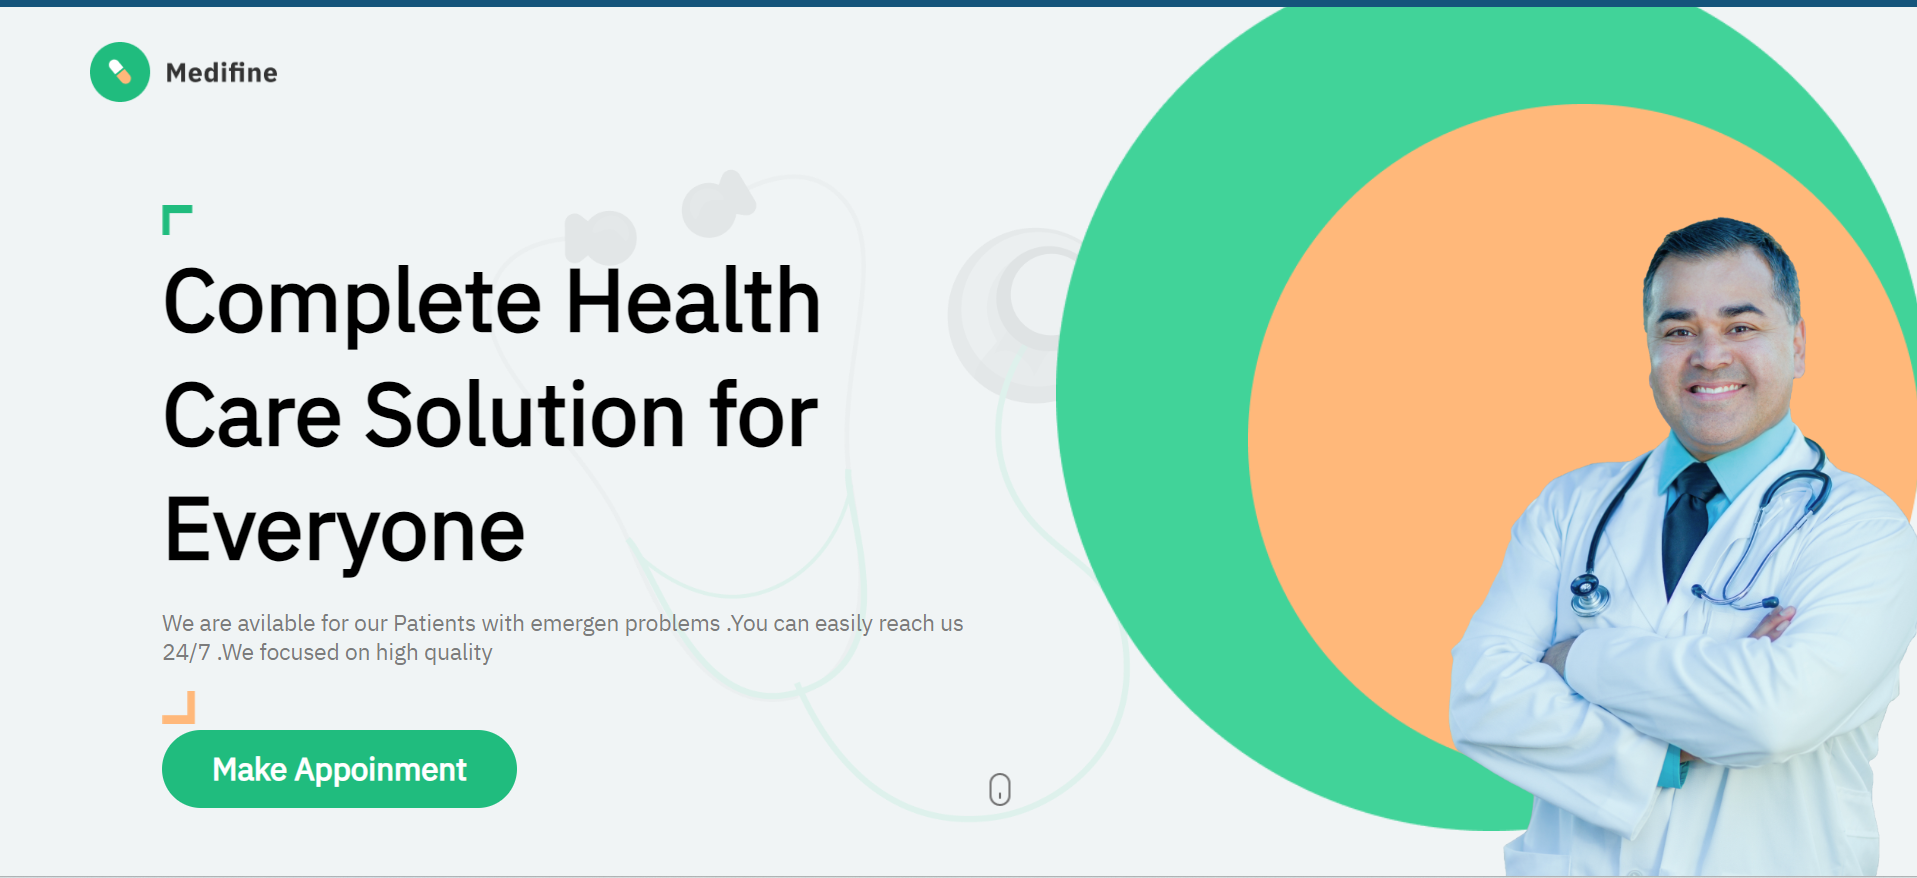 Medifine
Complete Health
Care Solution for
Everyone
We are avilable for our Patients with emergen problems .You can easily reach us
24/7 .We focused on high quality
Make Appoinment